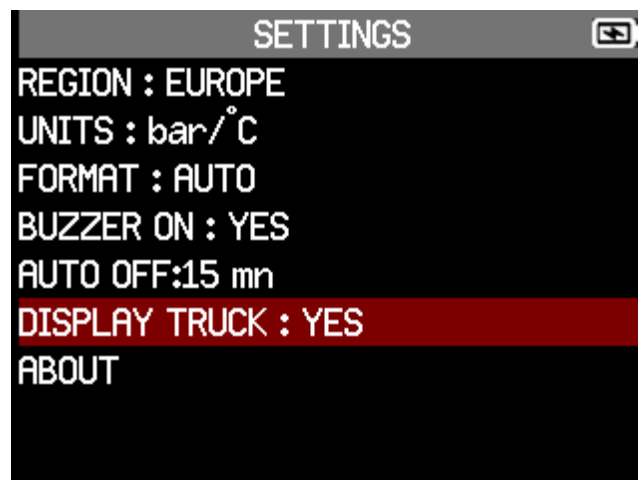 SETTINGS
REGION : EUROPE
UNITS : bar/°C
FORMAT : AUTO
BUZZER ON : YES
AUTO OFF:15 mn
DISPLAY TRUCK : YES
ABOUT